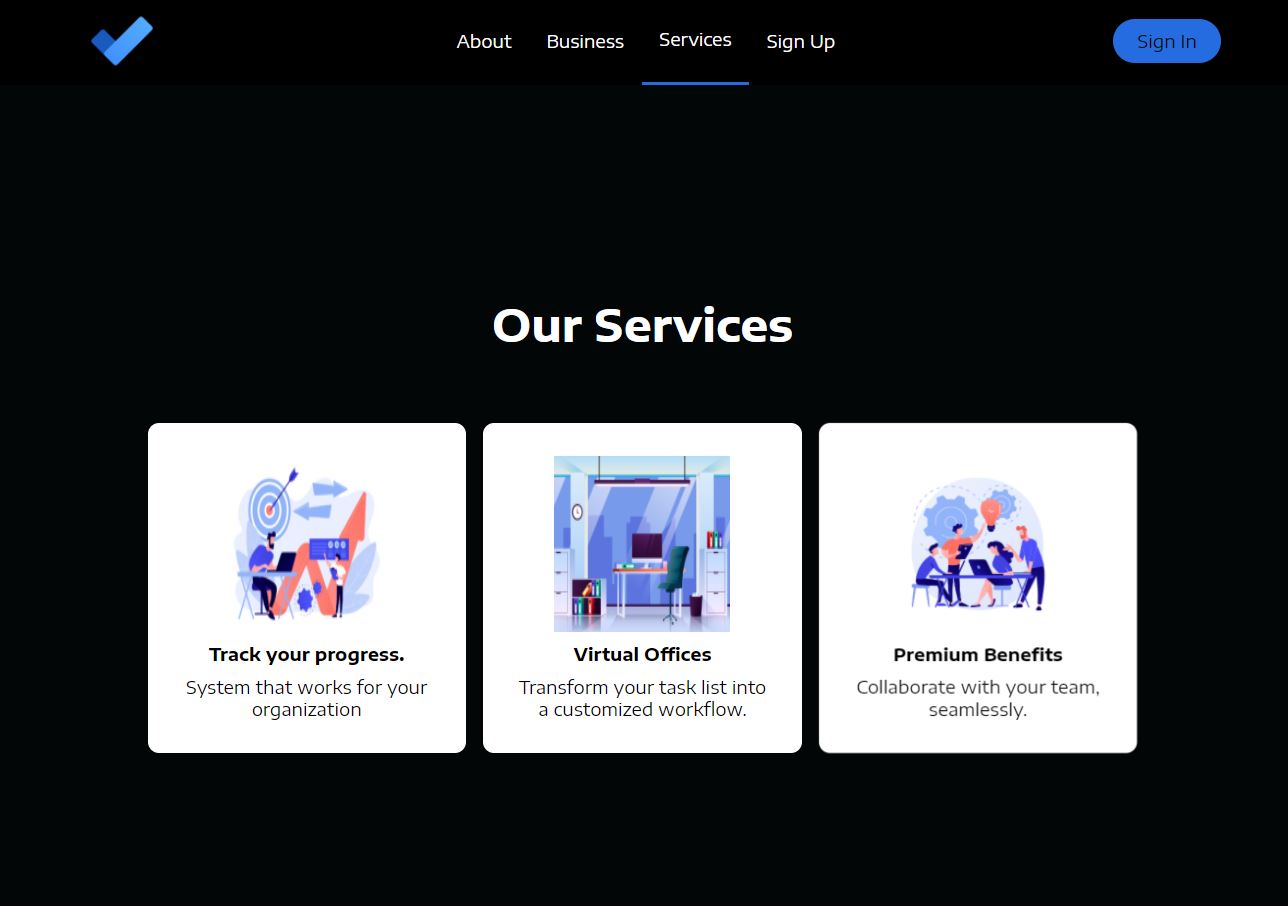 About
Business
Services
Sign Up
Sign In
Our Services
Track your progress.
System that works for your
organization
Virtual Offices
Transform your task list into
a customized workflow.
Premium Benefits
Collaborate with your team,
seamlessly.